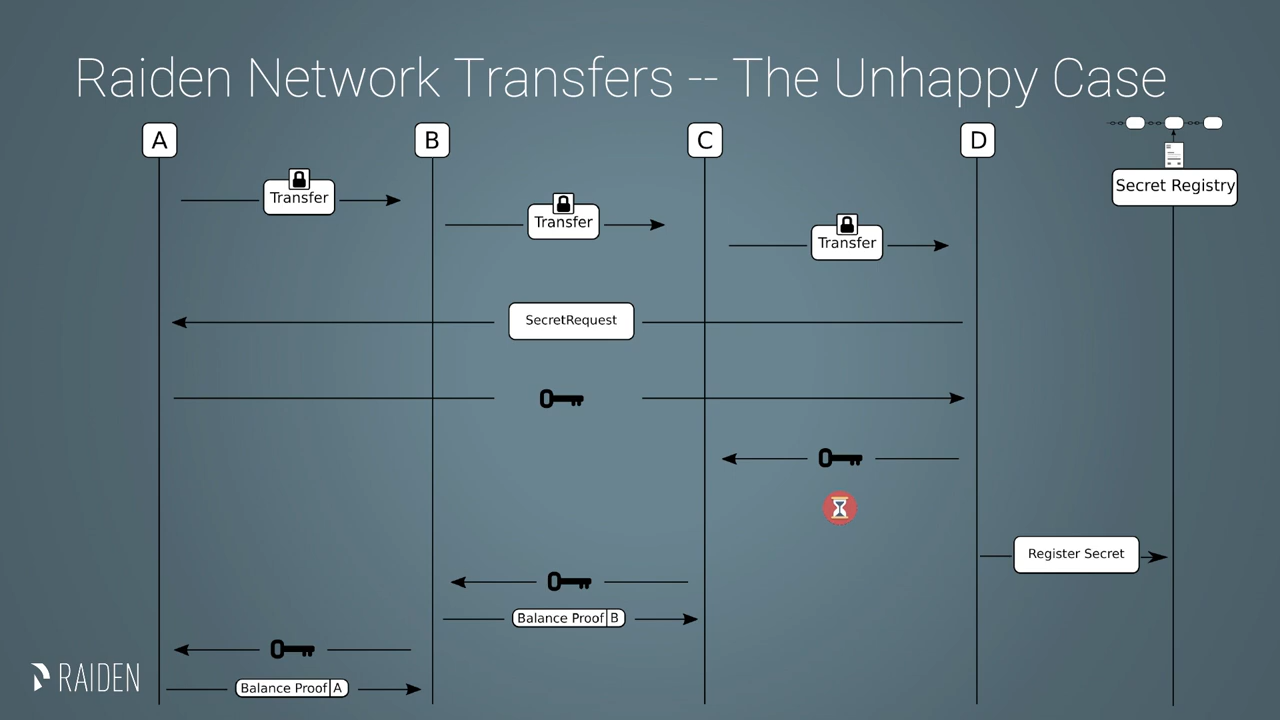 Raiden Network Transfers -- The Unhappy Case
A
B
C
D
Secret Registry
Transfer
Transfer
Transfer
SecretRequest
Register Secret
Balance Proof B
Balance Proof A
RAIDEN